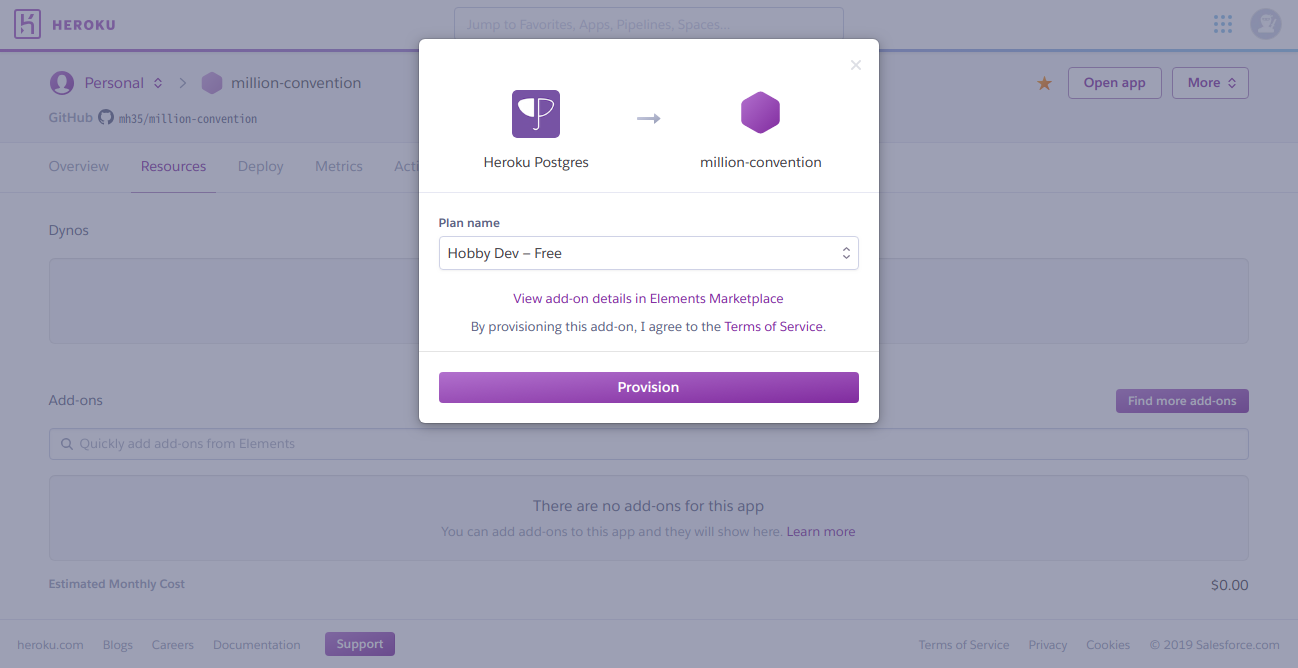 HEROKU
Jump to Favorites, Apps, Pipelines, Spaces...
Personal
million-convention
Open app
More
GitHub mh35/million-convention
Overview
Resources
Deploy
Metrics
Acti
Heroku Postgres
million-convention
Plan name
Hobby Dev – Free
View add-on details in Elements Marketplace
By provisioning this add-on, I agree to the Terms of Service.
Provision
Dynos
Add-ons
Find more add-ons
Quickly add add-ons from Elements
There are no add-ons for this app
You can add add-ons to this app and they will show here. Learn more
Estimated Monthly Cost
$0.00
heroku.com
Blogs
Careers
Documentation
Support
Terms of Service
Privacy
Cookies
© 2019 Salesforce.com